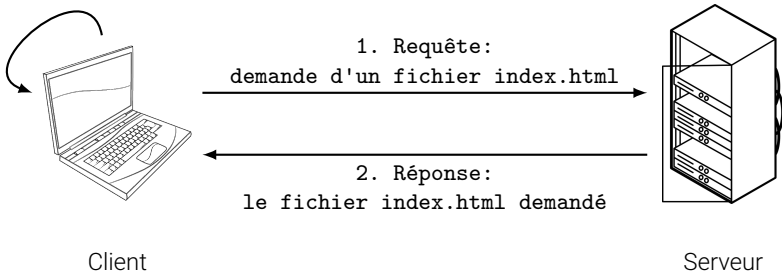 1. Requête:
demande d'un fichier index.html
2. Réponse:
le fichier index.html demandé
Client
Serveur